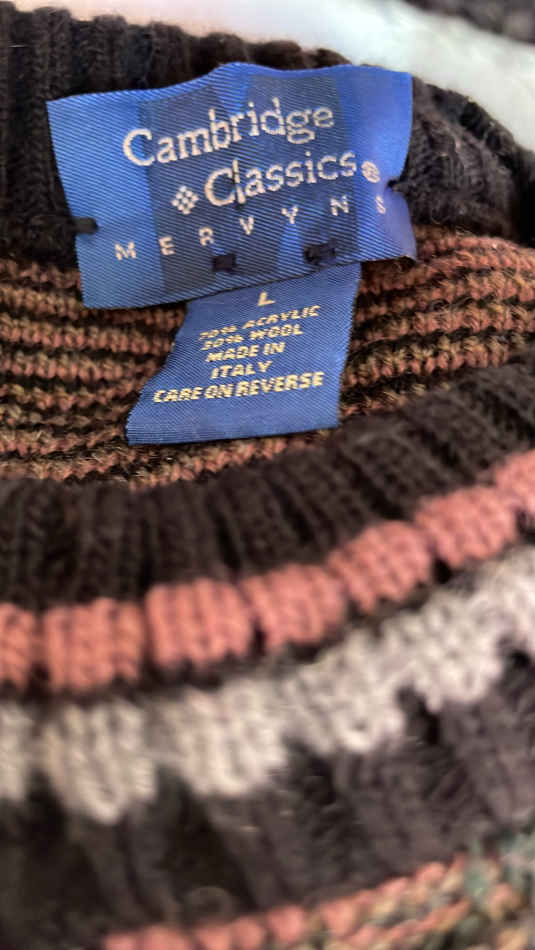 Cambridge
Classics®
MERVYNS
L
70% ACRYLIC
30% WOOL
MADE IN
ITALY
CARE ON REVERSE